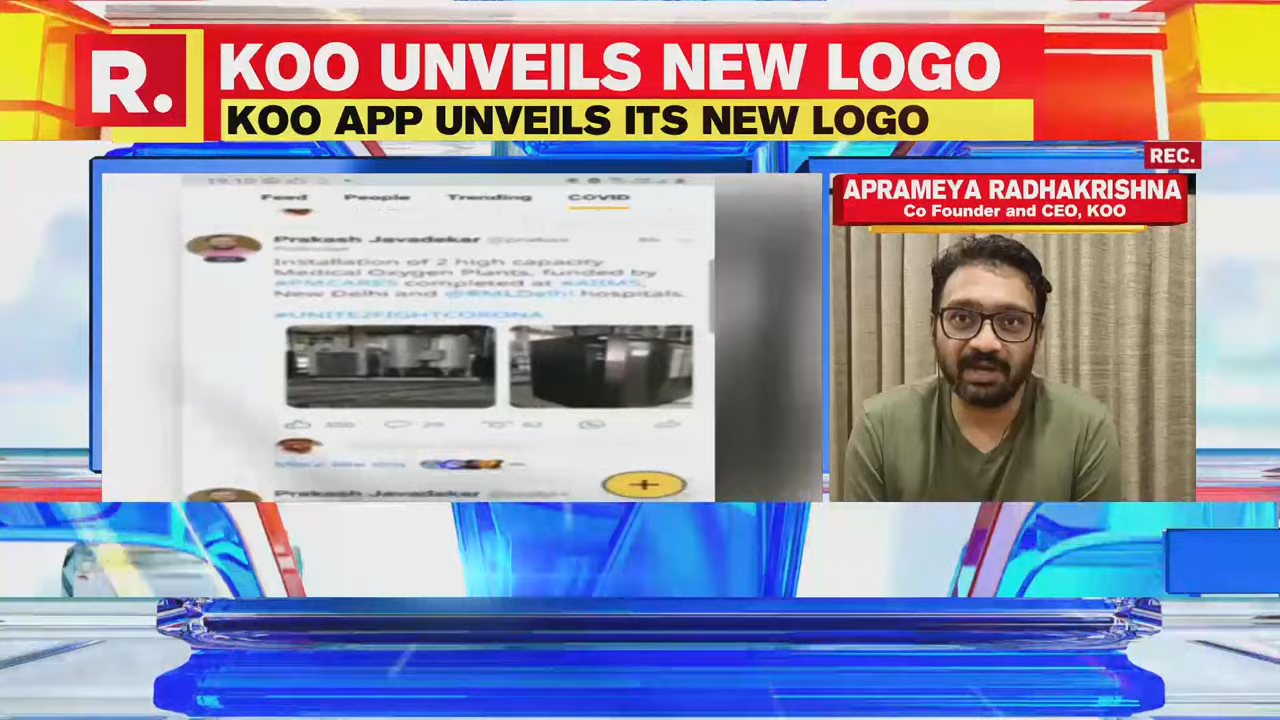 R.
KOO UNVEILS NEW LOGO
KOO APP UNVEILS ITS NEW LOGO
REC.
APRAMEYA RADHAKRISHNA
Co Founder and CEO, KOO
Feed People Trending COVID
Prakash Javadekar
Installation of 2 high capacity
Medical Oxygen Plants, funded by
#PMCARES completed at #AIIMS,
New Delhi and @RMLDelhi hospitals.
#UNITE2FIGHTCORONA
+
Prakash Javadekar